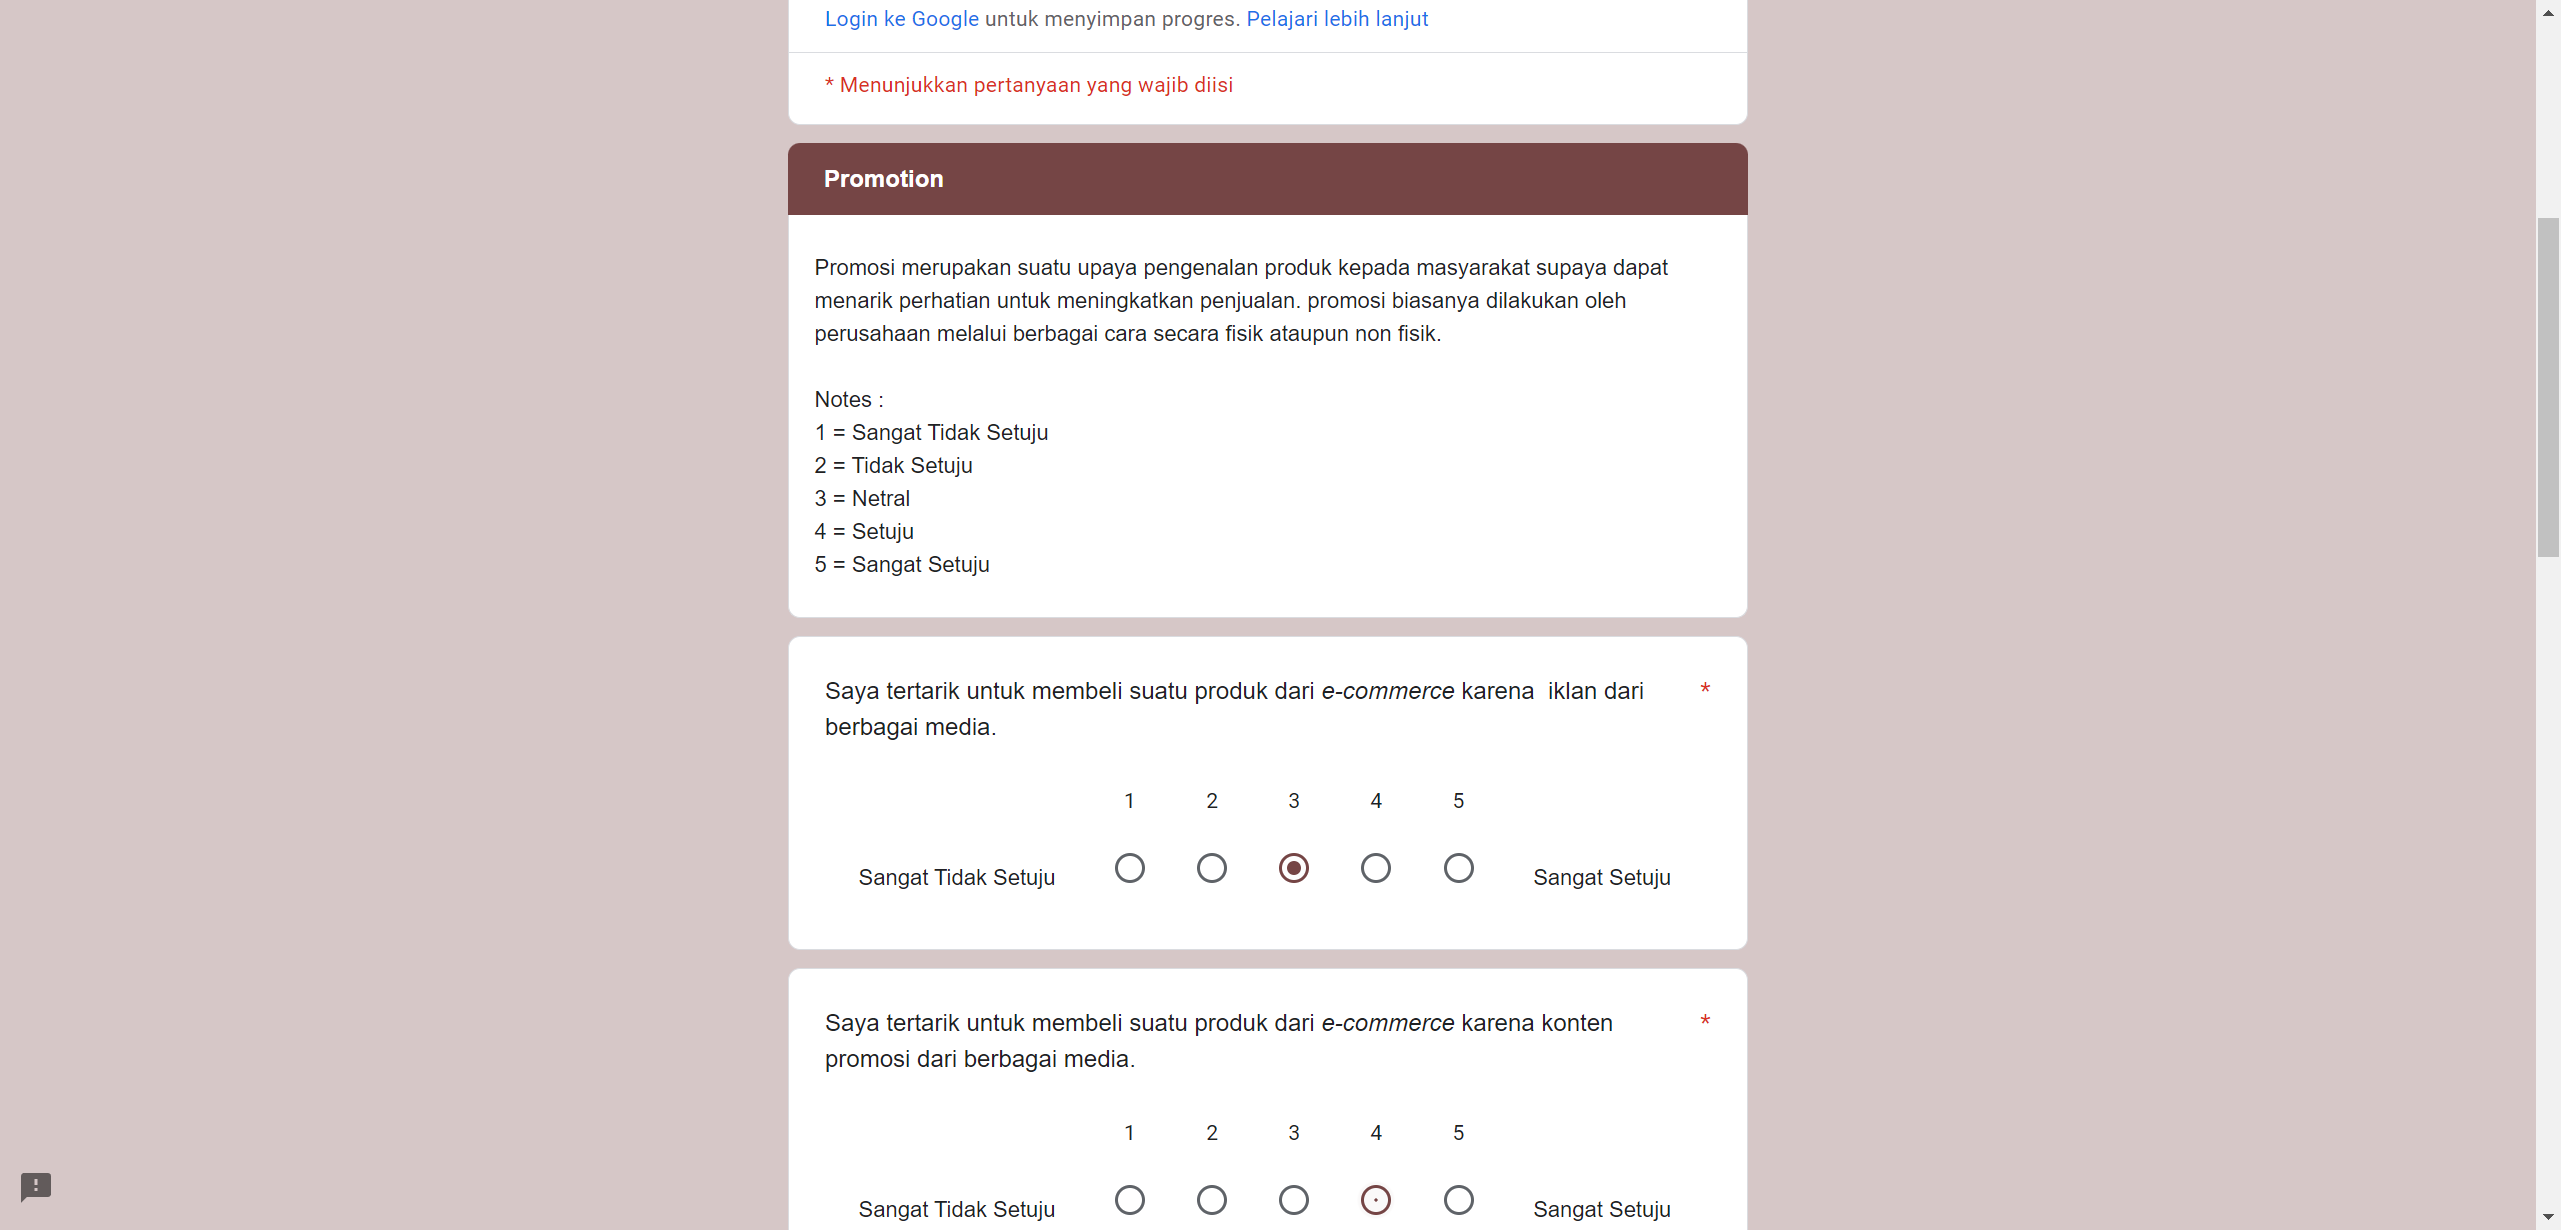 Login ke Google untuk menyimpan progres. Pelajari lebih lanjut
* Menunjukkan pertanyaan yang wajib diisi
Promotion
Promosi merupakan suatu upaya pengenalan produk kepada masyarakat supaya dapat
menarik perhatian untuk meningkatkan penjualan. promosi biasanya dilakukan oleh
perusahaan melalui berbagai cara secara fisik ataupun non fisik.
Notes :
1 = Sangat Tidak Setuju
2 = Tidak Setuju
3 = Netral
4 = Setuju
5 = Sangat Setuju
Saya tertarik untuk membeli suatu produk dari e-commerce karena  iklan dari *
berbagai media.
1 2 3 4 5
Sangat Tidak Setuju Sangat Setuju
Saya tertarik untuk membeli suatu produk dari e-commerce karena konten *
promosi dari berbagai media.
1 2 3 4 5
Sangat Tidak Setuju Sangat Setuju